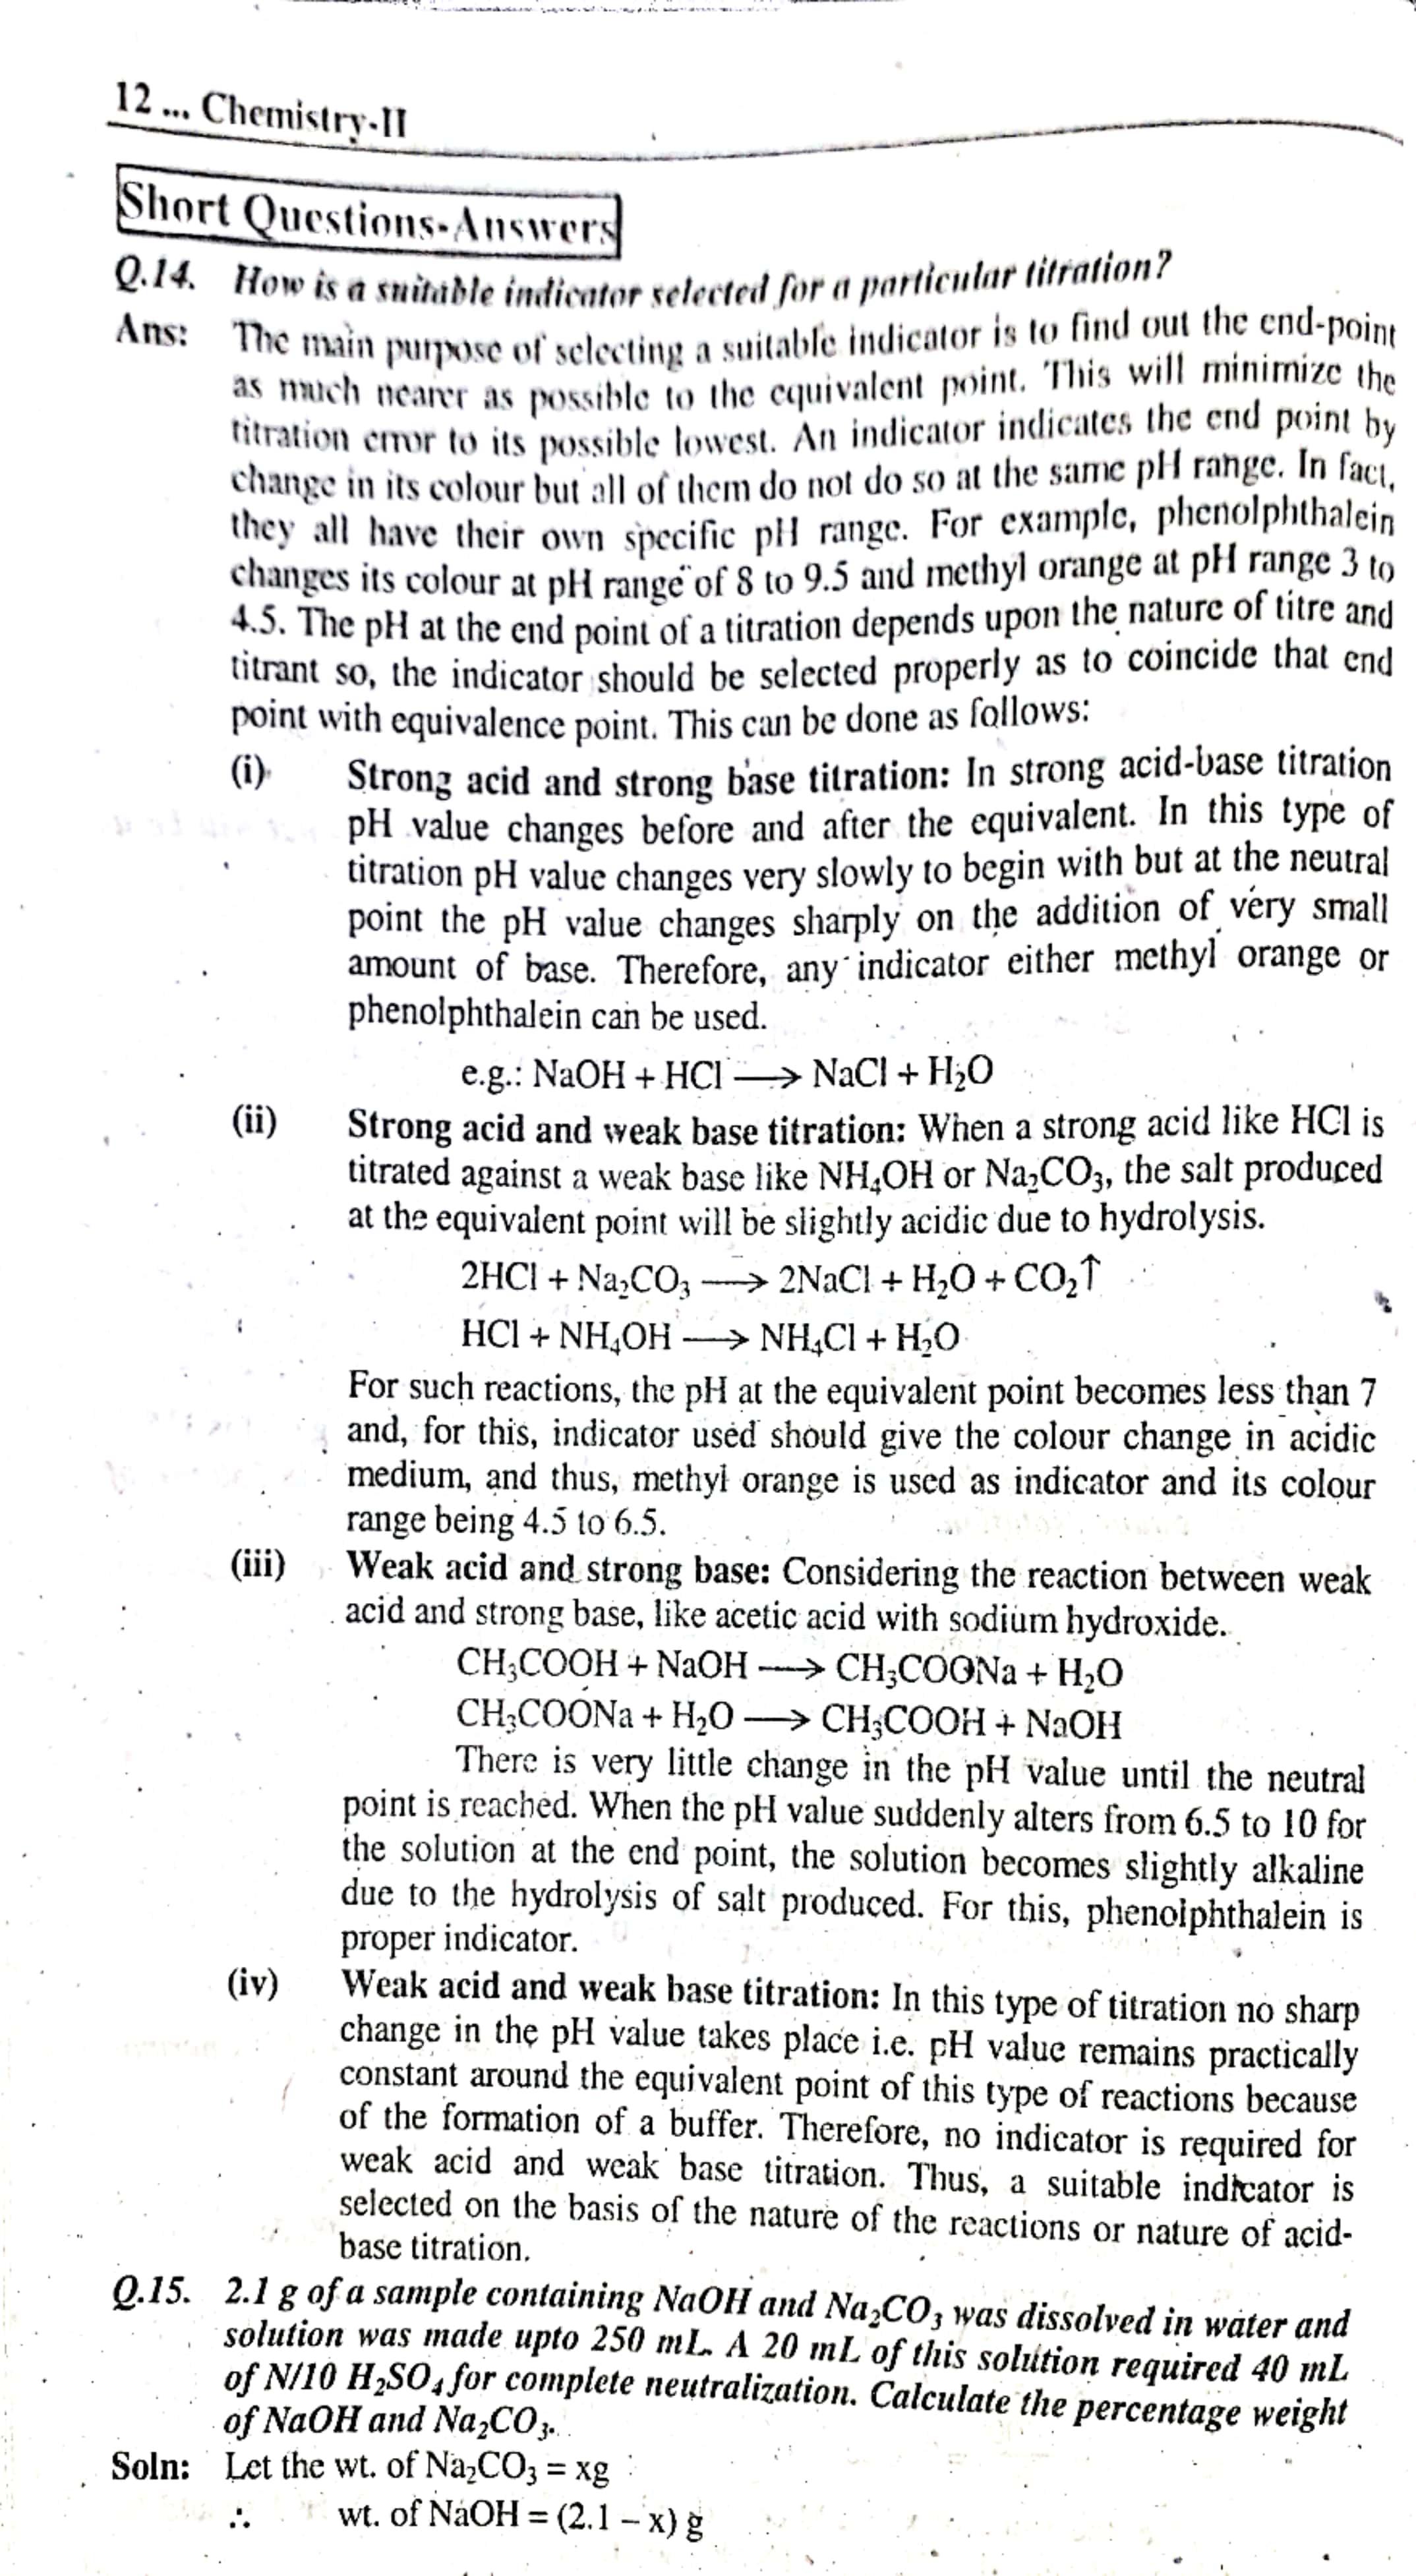 12 ... Chemistry-II
Short Questions-Answers
Q.14. How is a suitable indicator selected for a particular titration?
Ans: The main purpose of selecting a suitable indicator is to find out the end-point
as much nearer as possible to the equivalent point. This will minimize the
titration error to its possible lowest. An indicator indicates the end point by
change in its colour but all of them do not do so at the same pH range. In fact,
they all have their own specific pH range. For example, phenolphthalein
changes its colour at pH range of 8 to 9.5 and methyl orange at pH range 3 to
4.5. The pH at the end point of a titration depends upon the nature of titre and
titrant so, the indicator should be selected properly as to coincide that end
point with equivalence point. This can be done as follows:
(i) Strong acid and strong base titration: In strong acid-base titration
pH value changes before and after the equivalent. In this type of
titration pH value changes very slowly to begin with but at the neutral
point the pH value changes sharply on the addition of very small
amount of base. Therefore, any indicator either methyl orange or
phenolphthalein can be used.
e.g.: NaOH + HCl ⟶ NaCl + H₂O
(ii) Strong acid and weak base titration: When a strong acid like HCl is
titrated against a weak base like NH₄OH or Na₂CO₃, the salt produced
at the equivalent point will be slightly acidic due to hydrolysis.
2HCl + Na₂CO₃ ⟶ 2NaCl + H₂O + CO₂↑
HCl + NH₄OH ⟶ NH₄Cl + H₂O
For such reactions, the pH at the equivalent point becomes less than 7
and, for this, indicator used should give the colour change in acidic
medium, and thus, methyl orange is used as indicator and its colour
range being 4.5 to 6.5.
(iii) Weak acid and strong base: Considering the reaction between weak
acid and strong base, like acetic acid with sodium hydroxide.
CH₃COOH + NaOH ⟶ CH₃COONa + H₂O
CH₃COONa + H₂O ⟶ CH₃COOH + NaOH
There is very little change in the pH value until the neutral
point is reached. When the pH value suddenly alters from 6.5 to 10 for
the solution at the end point, the solution becomes slightly alkaline
due to the hydrolysis of salt produced. For this, phenolphthalein is
proper indicator.
(iv) Weak acid and weak base titration: In this type of titration no sharp
change in the pH value takes place i.e. pH value remains practically
constant around the equivalent point of this type of reactions because
of the formation of a buffer. Therefore, no indicator is required for
weak acid and weak base titration. Thus, a suitable indicator is
selected on the basis of the nature of the reactions or nature of acid-
base titration.
Q.15. 2.1 g of a sample containing NaOH and Na₂CO₃ was dissolved in water and
solution was made upto 250 mL. A 20 mL of this solution required 40 mL
of N/10 H₂SO₄ for complete neutralization. Calculate the percentage weight
of NaOH and Na₂CO₃.
Soln: Let the wt. of Na₂CO₃ = xg
∴ wt. of NaOH = (2.1 – x) g